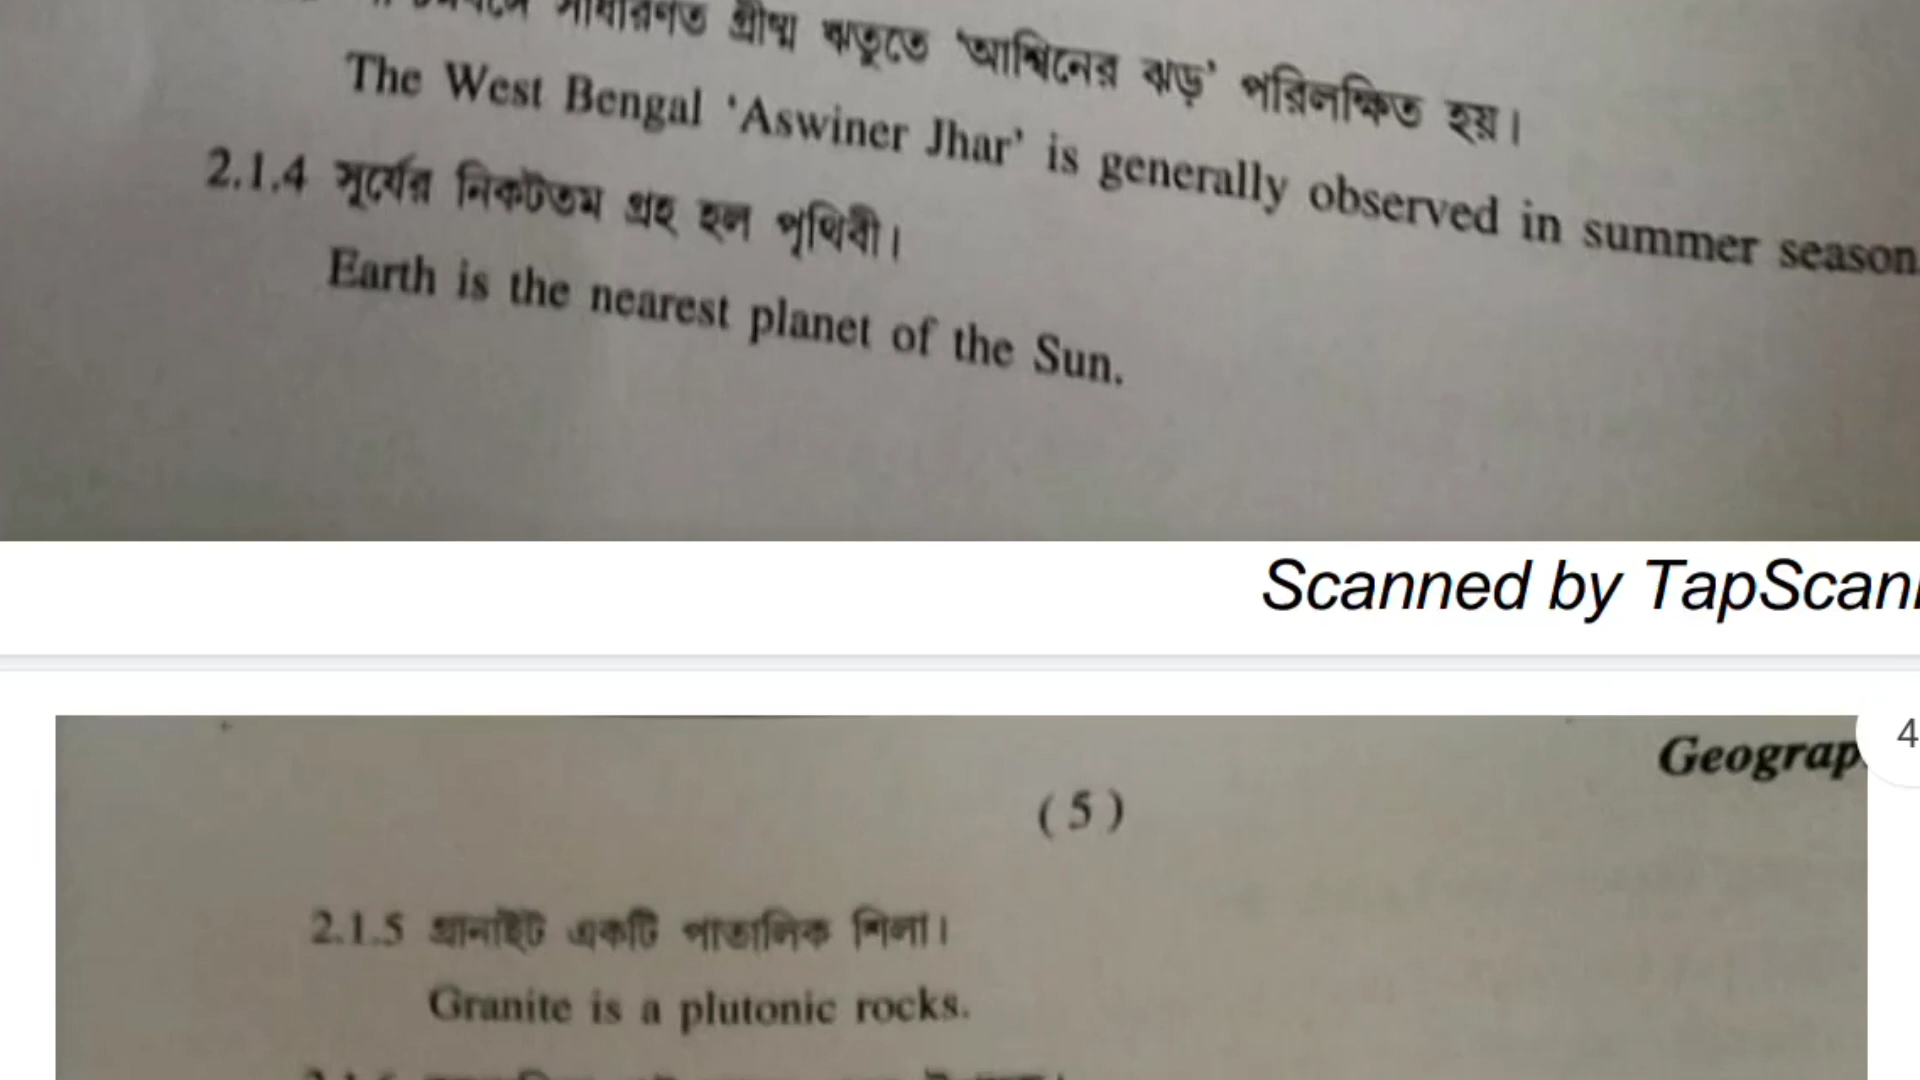 সাধারণত গ্রীষ্ম ঋতুতে ‘আশ্বিনের ঝড়’ পরিলক্ষিত হয়।
The West Bengal ‘Aswiner Jhar’ is generally observed in summer season
2.1.4 সূর্যের নিকটতম গ্রহ হল পৃথিবী।
Earth is the nearest planet of the Sun.
Scanned by TapScan
4
Geograp
( 5 )
2.1.5 গ্রানাইট একটি পাতালিক শিলা।
Granite is a plutonic rocks.